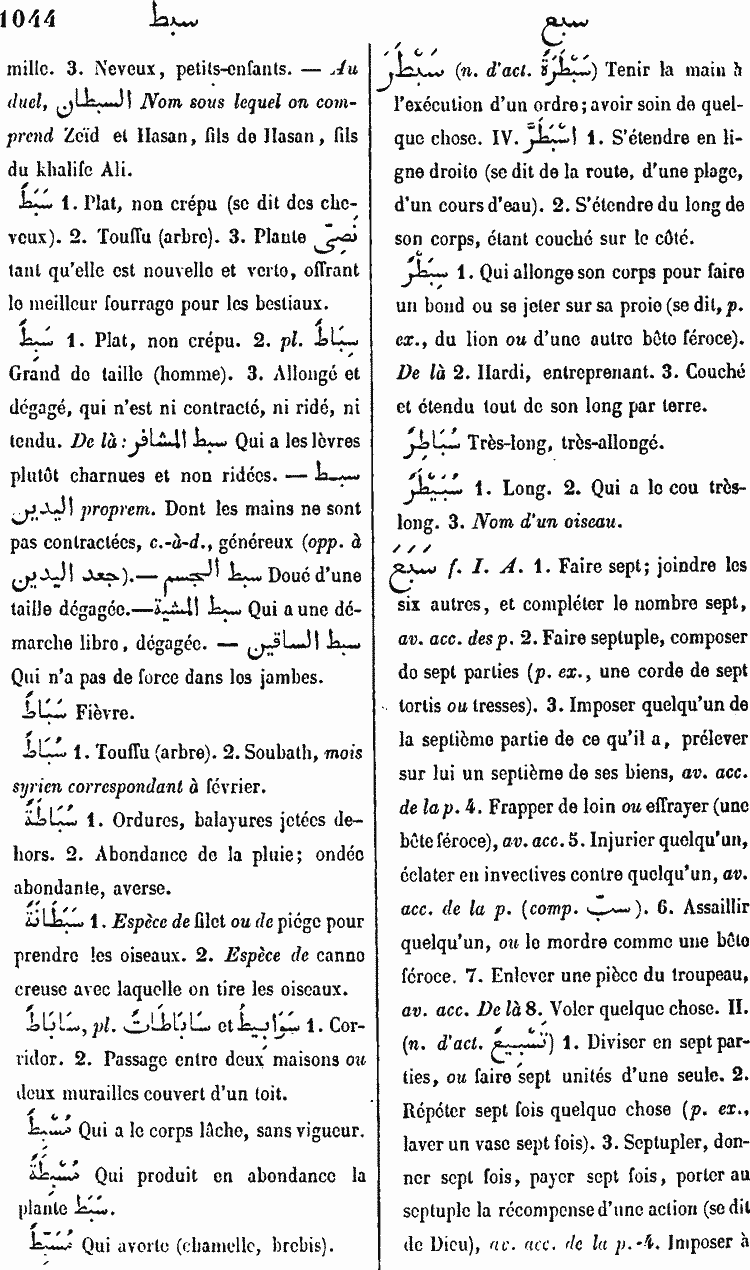 1044 سبط سبع
mille. 3. Neveux, petits-enfants. — Au
duel, السبطان Nom sous lequel on com-
prend Zeïd et Hasan, fils de Hasan, fils
du khalife Ali.
سَبَطٌ 1. Plat, non crépu (se dit des che-
veux). 2. Touffu (arbre). 3. Plante نَصِيّ
tant qu'elle est nouvelle et verte, offrant
le meilleur fourrage pour les bestiaux.
سَبِطٌ 1. Plat, non crépu. 2. pl. سِبَاطٌ
Grand de taille (homme). 3. Allongé et
dégagé, qui n'est ni contracté, ni ridé, ni
tendu. De là : سبط المشافر Qui a les lèvres
plutôt charnues et non ridées. — سبط
اليدين proprem. Dont les mains ne sont
pas contractées, c.-à-d., généreux (opp. à
جعد اليدين).— سبط الجسم Doué d'une
taille dégagée.— سبط المشية Qui a une dé-
marche libre, dégagée. — سبط الساقين
Qui n'a pas de force dans les jambes.
سَبَاطٌ Fièvre.
سُبَاطٌ 1. Touffu (arbre). 2. Soubath, mois
syrien correspondant à février.
سُبَاطَةٌ 1. Ordures, balayures jetées de-
hors. 2. Abondance de la pluie; ondée
abondante, averse.
سَبَطَانَةٌ 1. Espèce de filet ou de piége pour
prendre les oiseaux. 2. Espèce de canne
creuse avec laquelle on tire les oiseaux.
سَابَاطٌ, pl. سَابَاطَاتٌ et سَوَابِيطُ 1. Cor-
ridor. 2. Passage entre deux maisons ou
deux murailles couvert d'un toit.
مُسْبِطٌ Qui a le corps lâche, sans vigueur.
مُسْبِطَةٌ Qui produit en abondance la
plante سَبَط.
مُسَبِّطٌ Qui avorte (chamelle, brebis).
سَبْطَرَ (n. d'act. سَبْطَرَةٌ) Tenir la main à
l'exécution d'un ordre; avoir soin de quel-
que chose. IV. اسْبَطَرَّ 1. S'étendre en li-
gne droite (se dit de la route, d'une plage,
d'un cours d'eau). 2. S'étendre du long de
son corps, étant couché sur le côté.
سِبَطْرٌ 1. Qui allonge son corps pour faire
un bond ou se jeter sur sa proie (se dit, p.
ex., du lion ou d'une autre bête féroce).
De là 2. Hardi, entreprenant. 3. Couché
et étendu tout de son long par terre.
سُبَاطِرٌ Très-long, très-allongé.
سُبَيْطَرٌ 1. Long. 2. Qui a le cou très-
long. 3. Nom d'un oiseau.
سَبَعَ f. I. A. 1. Faire sept; joindre les
six autres, et compléter le nombre sept,
av. acc. des p. 2. Faire septuple, composer
de sept parties (p. ex., une corde de sept
tortis ou tresses). 3. Imposer quelqu'un de
la septième partie de ce qu'il a, prélever
sur lui un septième de ses biens, av. acc.
de la p. 4. Frapper de loin ou effrayer (une
bête féroce), av. acc. 5. Injurier quelqu'un,
éclater en invectives contre quelqu'un, av.
acc. de la p. (comp. سبّ). 6. Assaillir
quelqu'un, ou le mordre comme une bête
féroce. 7. Enlever une pièce du troupeau,
av. acc. De là 8. Voler quelque chose. II.
(n. d'act. تَسْبِيعٌ) 1. Diviser en sept par-
ties, ou faire sept unités d'une seule. 2.
Répéter sept fois quelque chose (p. ex.,
laver un vase sept fois). 3. Septupler, don-
ner sept fois, payer sept fois, porter au
septuple la récompense d'une action (se dit
de Dieu), av. acc. de la p. 4. Imposer à